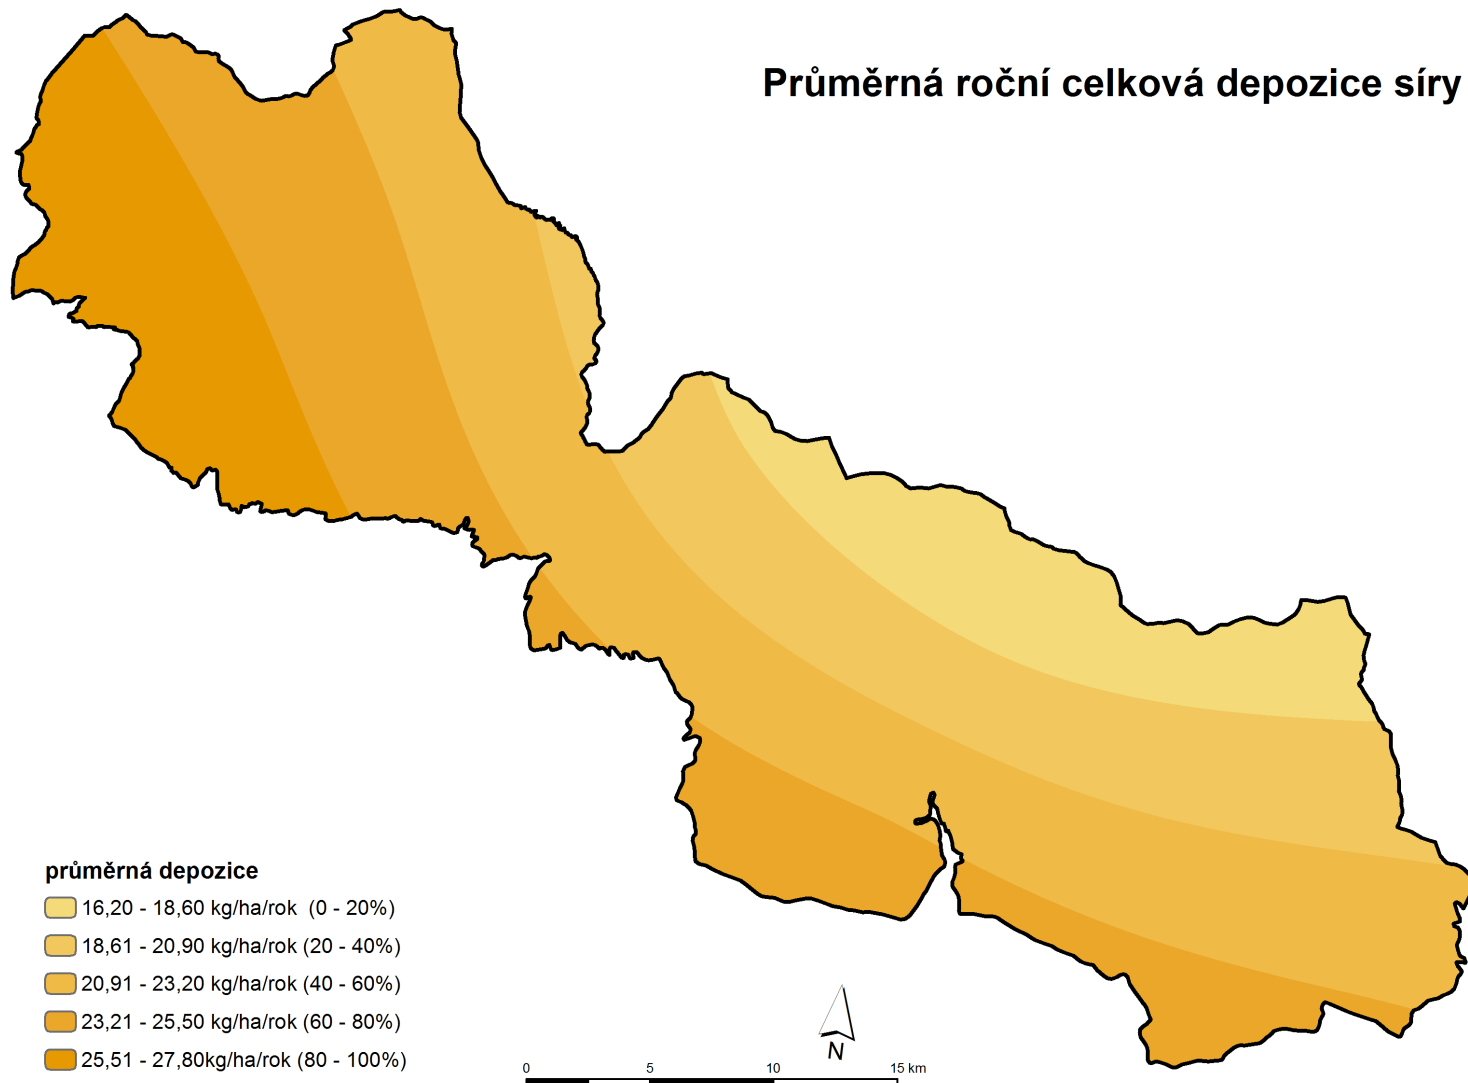 Průměrná roční celková depozice síry
průměrná depozice
16,20 - 18,60 kg/ha/rok (0 - 20%)
18,61 - 20,90 kg/ha/rok (20 - 40%)
20,91 - 23,20 kg/ha/rok (40 - 60%)
23,21 - 25,50 kg/ha/rok (60 - 80%)
25,51 - 27,80kg/ha/rok (80 - 100%)
N
0 5 10 15 km